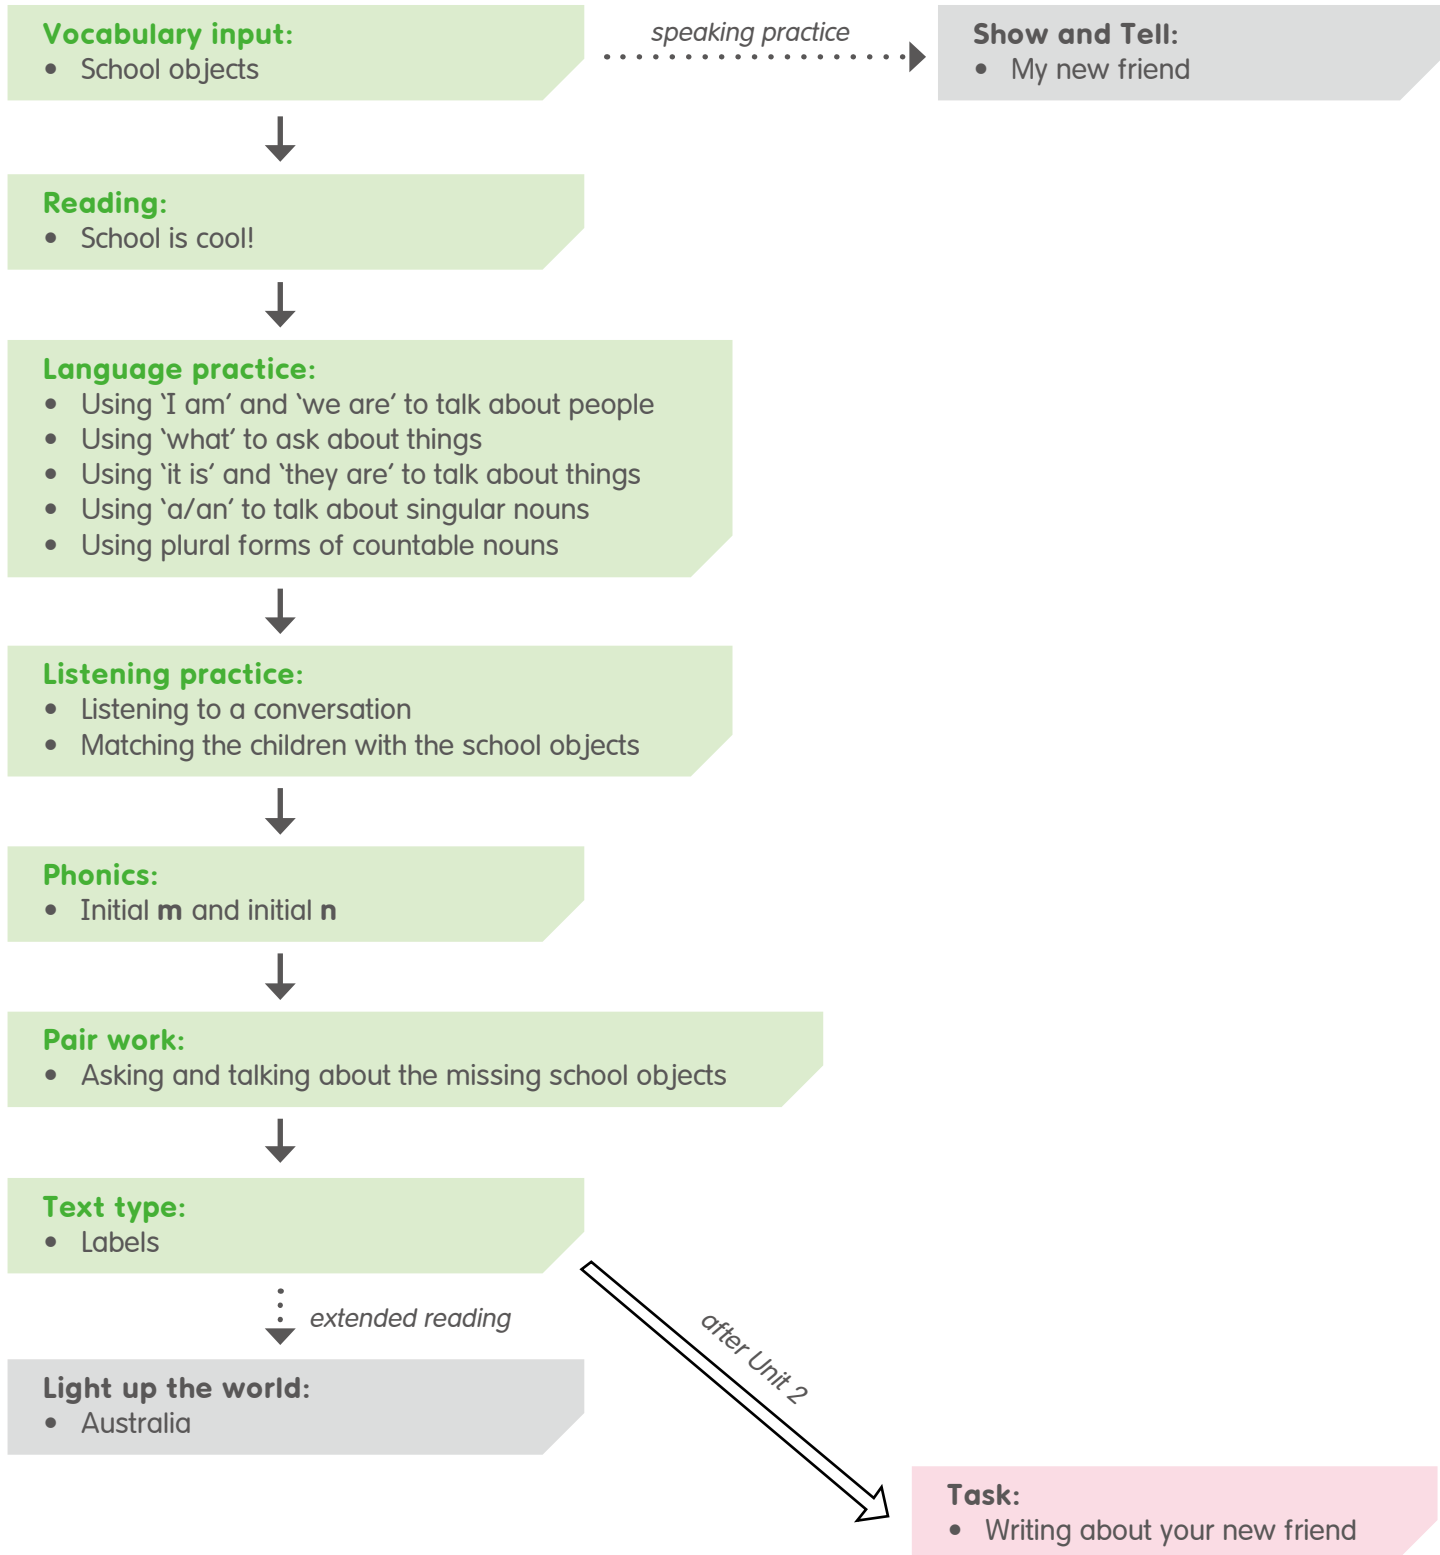 Vocabulary input:
• School objects
speaking practice
Show and Tell:
• My new friend
Reading:
• School is cool!
Language practice:
• Using ‵I am′ and ‵we are′ to talk about people
• Using ‵what′ to ask about things
• Using ‵it is′ and ‵they are′ to talk about things
• Using ‵a/an′ to talk about singular nouns
• Using plural forms of countable nouns
Listening practice:
• Listening to a conversation
• Matching the children with the school objects
Phonics:
• Initial m and initial n
Pair work:
• Asking and talking about the missing school objects
Text type:
• Labels
extended reading
after Unit 2
Light up the world:
• Australia
Task:
• Writing about your new friend